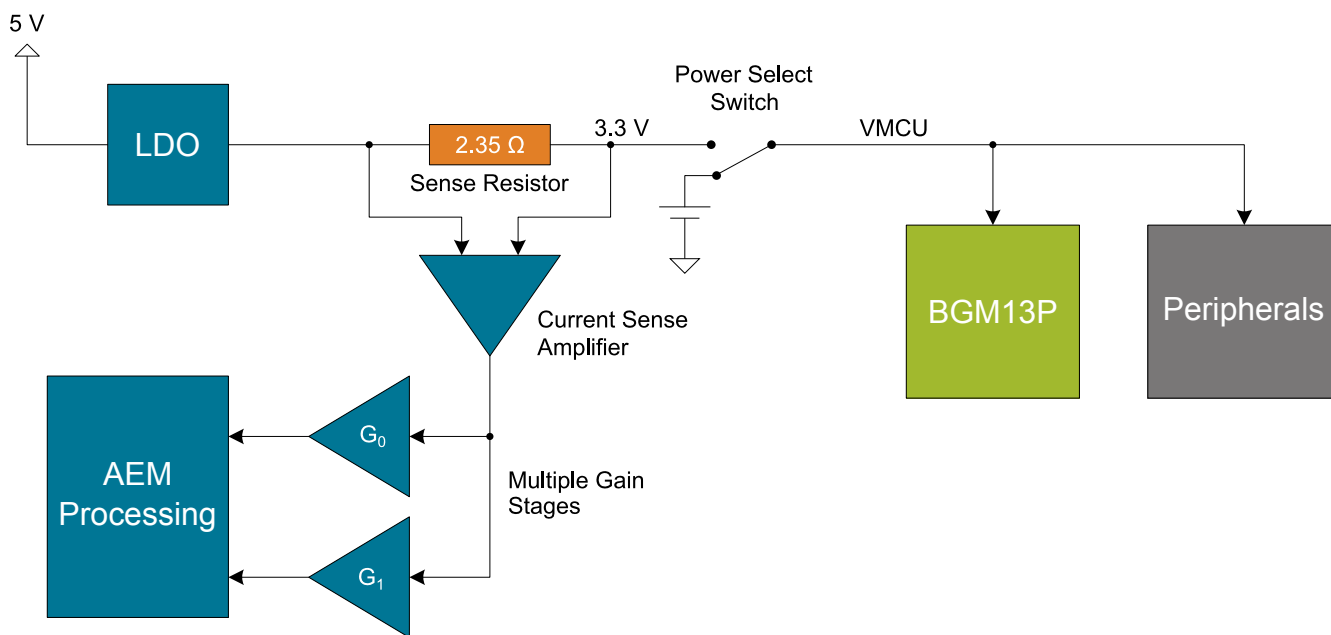 5 V
Power Select
Switch
LDO
2.35 Ω
3.3 V
VMCU
Sense Resistor
BGM13P
Peripherals
Current Sense
Amplifier
AEM
Processing
G₀
Multiple Gain
Stages
G₁